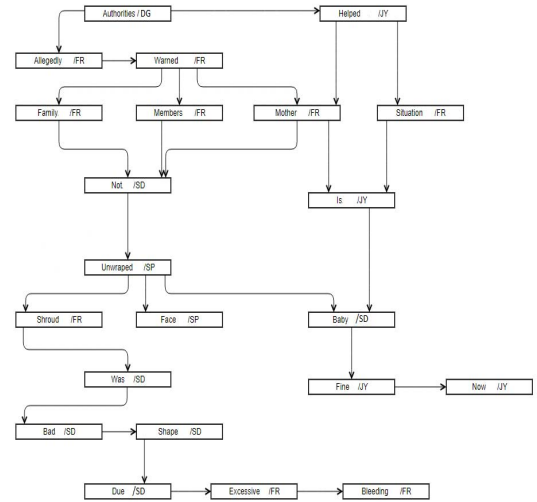 Authorities / DG
Helped /JY
Allegedly /FR
Warned /FR
Family /FR
Members /FR
Mother /FR
Situation /FR
Not /SD
Is /JY
Unwraped /SP
Shroud /FR
Face /SP
Baby /SD
Was /SD
Fine /JY
Now /JY
Bad /SD
Shape /SD
Due /SD
Excessive /FR
Bleeding /FR